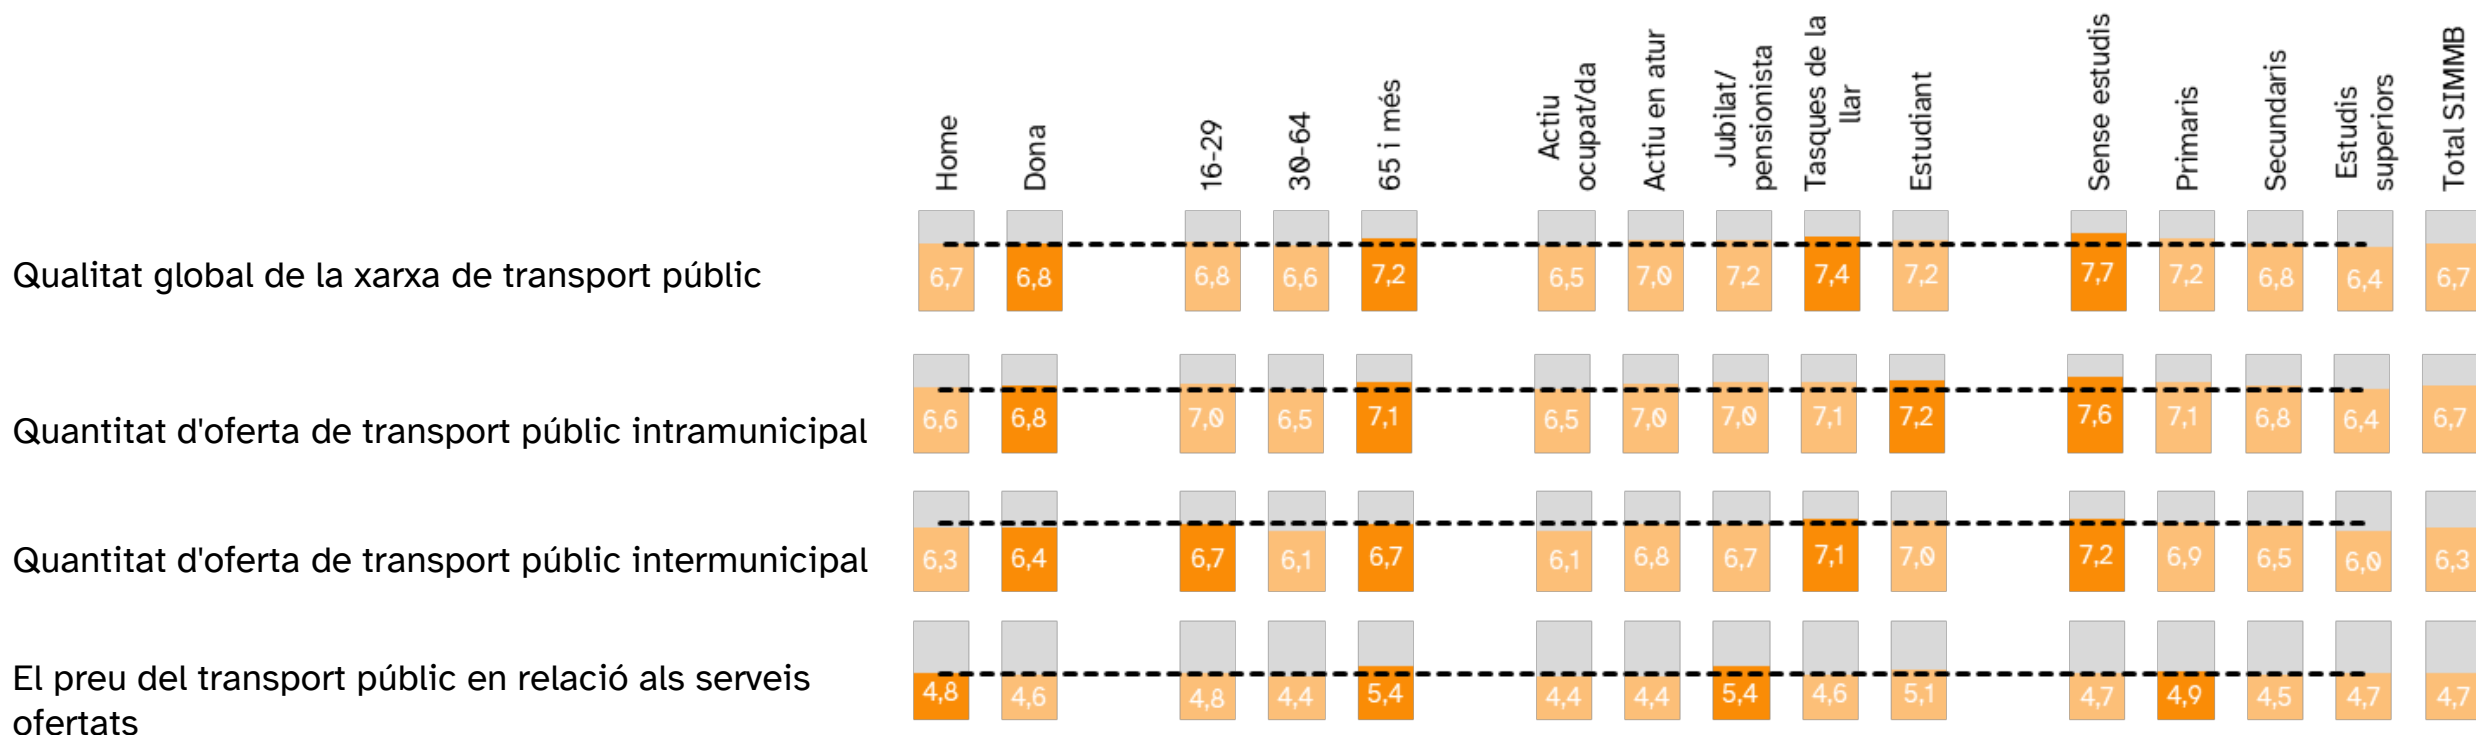 Home Dona 16-29 30-64 65 i més Actiu ocupat/da Actiu en atur Jubilat/ pensionista Tasques de la llar Estudiant Sense estudis Primaris Secundaris Estudis superiors Total SIMMB
Qualitat global de la xarxa de transport públic 6,7 6,8 6,8 6,6 7,2 6,5 7,0 7,2 7,4 7,2 7,7 7,2 6,8 6,4 6,7
Quantitat d'oferta de transport públic intramunicipal 6,6 6,8 7,0 6,5 7,1 6,5 7,0 7,0 7,1 7,2 7,6 7,1 6,8 6,4 6,7
Quantitat d'oferta de transport públic intermunicipal 6,3 6,4 6,7 6,1 6,7 6,1 6,8 6,7 7,1 7,0 7,2 6,9 6,5 6,0 6,3
El preu del transport públic en relació als serveis
ofertats 4,8 4,6 4,8 4,4 5,4 4,4 4,4 5,4 4,6 5,1 4,7 4,9 4,5 4,7 4,7